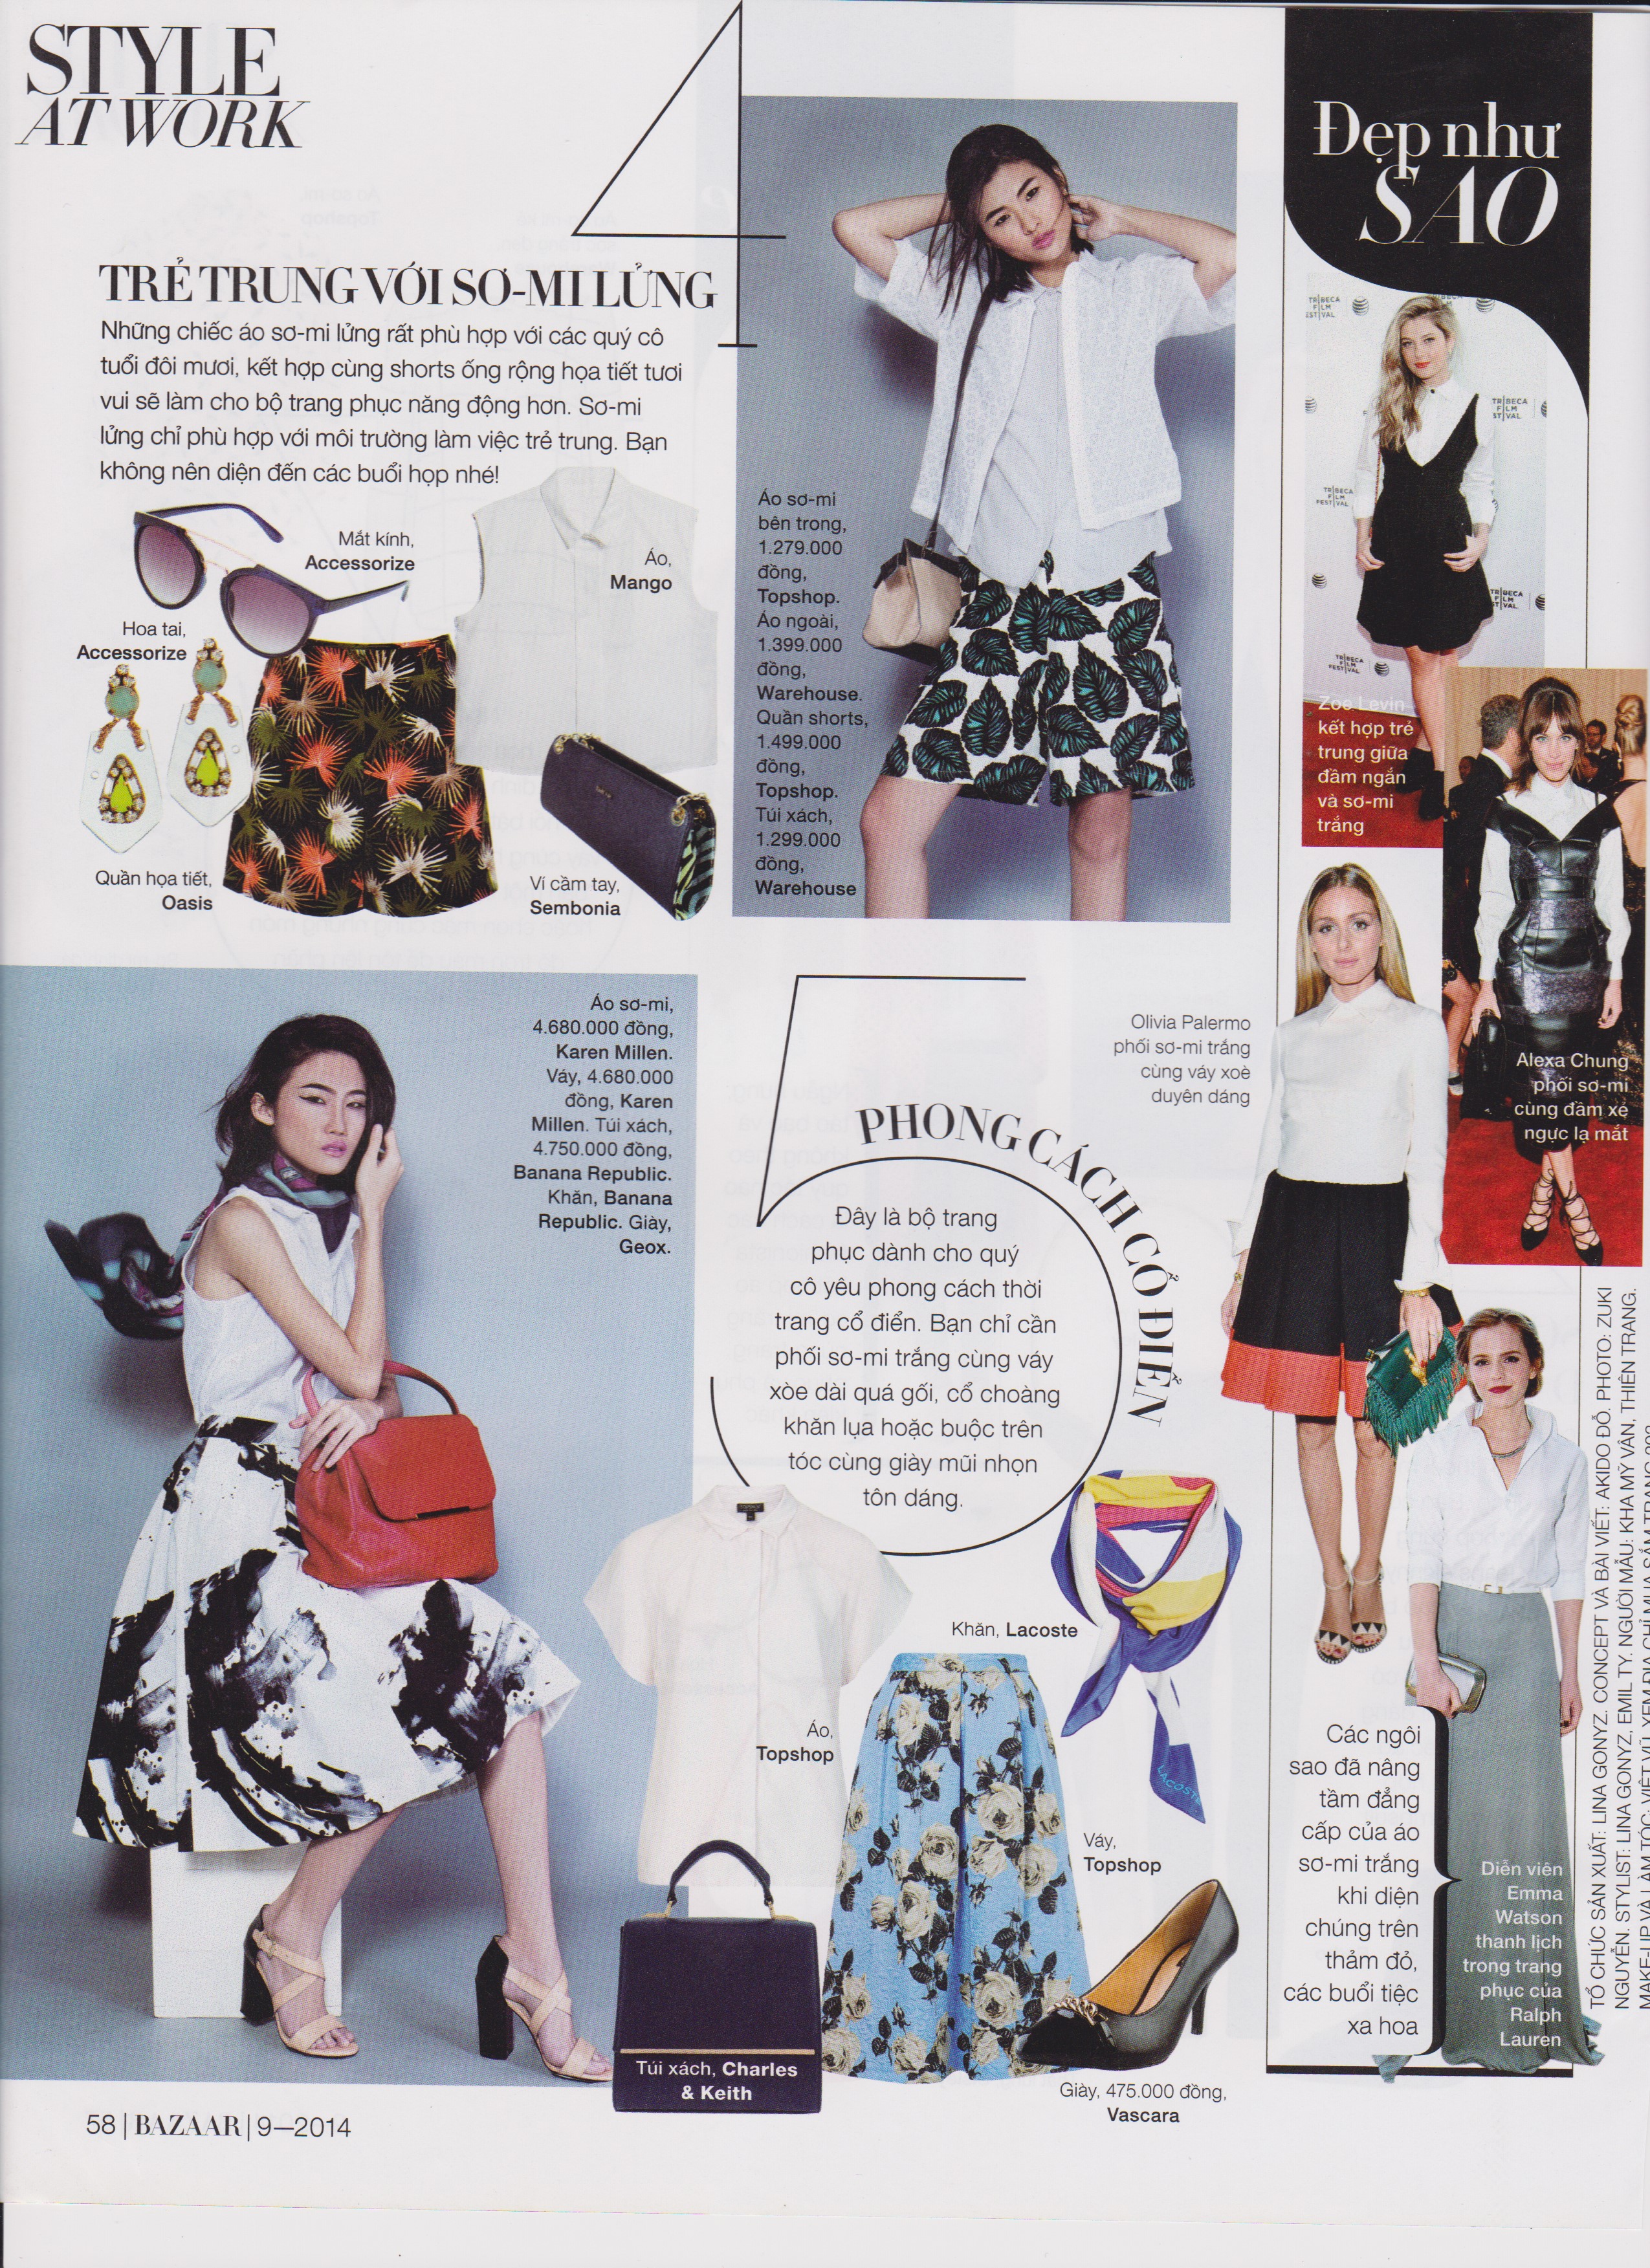 STYLE
AT WORK
4
TRẺ TRUNG VỚI SƠ-MI LỬNG
Những chiếc áo sơ-mi lửng rất phù hợp với các quý cô
tuổi đôi mươi, kết hợp cùng shorts ống rộng họa tiết tươi
vui sẽ làm cho bộ trang phục năng động hơn. Sơ-mi
lửng chỉ phù hợp với môi trường làm việc trẻ trung. Bạn
không nên diện đến các buổi họp nhé!
Mắt kính,
Accessorize
Áo,
Mango
Hoa tai,
Accessorize
Quần họa tiết,
Oasis
Ví cầm tay,
Sembonia
Áo sơ-mi
bên trong,
1.279.000
đồng,
Topshop.
Áo ngoài,
1.399.000
đồng,
Warehouse.
Quần shorts,
1.499.000
đồng,
Topshop.
Túi xách,
1.299.000
đồng,
Warehouse
Áo sơ-mi,
4.680.000 đồng,
Karen Millen.
Váy, 4.680.000
đồng, Karen
Millen. Túi xách,
4.750.000 đồng,
Banana Republic.
Khăn, Banana
Republic. Giày,
Geox.
5
PHONG CÁCH CỔ ĐIỂN
Đây là bộ trang
phục dành cho quý
cô yêu phong cách thời
trang cổ điển. Bạn chỉ cần
phối sơ-mi trắng cùng váy
xòe dài quá gối, cổ choàng
khăn lụa hoặc buộc trên
tóc cùng giày mũi nhọn
tôn dáng.
Khăn, Lacoste
LACOSTE
Áo,
Topshop
Váy,
Topshop
Túi xách, Charles
& Keith
Giày, 475.000 đồng,
Vascara
Đẹp như
SAO
TRIBECA
FILM
FESTIVAL
TRIBECA
FILM
FESTIVAL
TRIBECA
FILM
FESTIVAL
TRIBECA
FILM
FESTIVAL
Zoe Levin
kết hợp trẻ
trung giữa
đầm ngắn
và sơ-mi
trắng
Olivia Palermo
phối sơ-mi trắng
cùng váy xoè
duyên dáng
Alexa Chung
phối sơ-mi
cùng đầm xẻ
ngực lạ mắt
Các ngôi
sao đã nâng
tầm đẳng
cấp của áo
sơ-mi trắng
khi diện
chúng trên
thảm đỏ,
các buổi tiệc
xa hoa
Diễn viên
Emma
Watson
thanh lịch
trong trang
phục của
Ralph
Lauren
TỔ CHỨC SẢN XUẤT: LINA GONYZ. CONCEPT VÀ BÀI VIẾT: AKIDO ĐỖ. PHOTO: ZUKI
NGUYỄN. STYLIST: LINA GONYZ, EMIL TY. NGƯỜI MẪU: KHA MỸ VÂN, THIÊN TRANG.
MAKE-UP VÀ LÀM TÓC: VIỆT VŨ. XEM ĐỊA CHỈ MUA SẮM TRANG
58 | BAZAAR | 9—2014